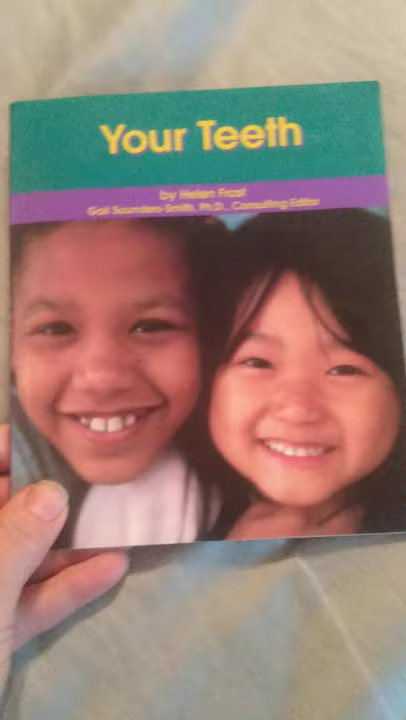 Your Teeth
by Helen Frost
Gail Saunders-Smith, Ph.D., Consulting Editor